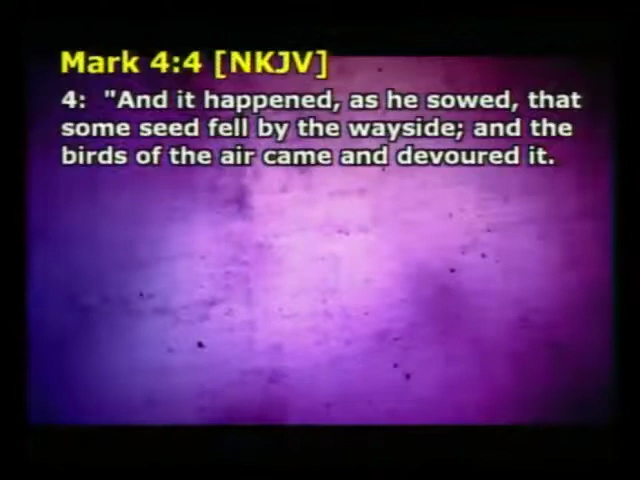 Mark 4:4 [NKJV]
4: "And it happened, as he sowed, that
some seed fell by the wayside; and the
birds of the air came and devoured it.